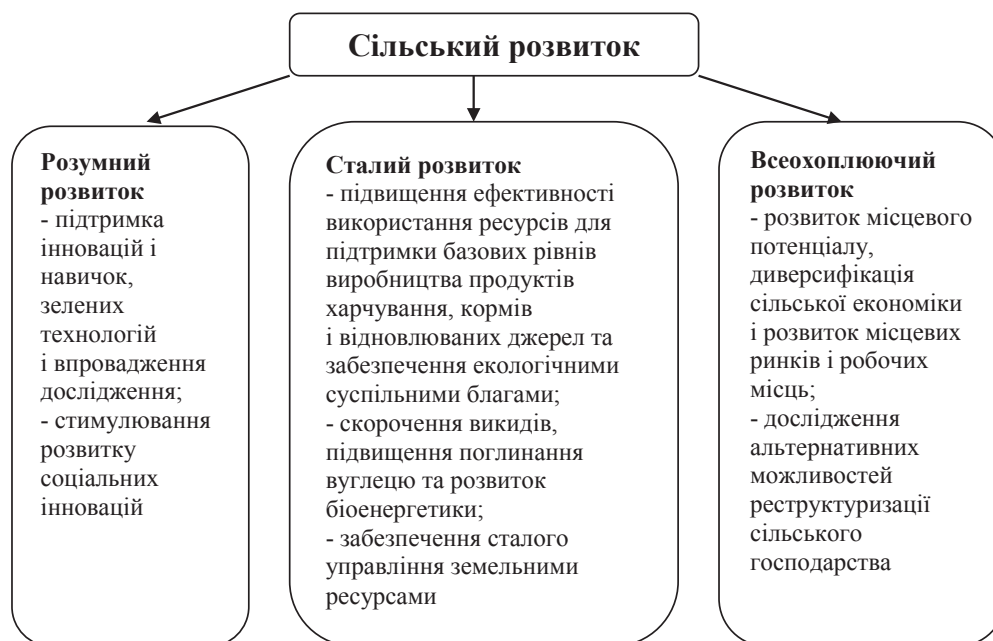 Сільський розвиток
Розумний
розвиток
- підтримка
інновацій і
навичок,
зелених
технологій
і впровадження
дослідження;
- стимулювання
розвитку
соціальних
інновацій
Сталий розвиток
- підвищення ефективності
використання ресурсів для
підтримки базових рівнів
виробництва продуктів
харчування, кормів
і відновлюваних джерел та
забезпечення екологічними
суспільними благами;
- скорочення викидів,
підвищення поглинання
вуглецю та розвиток
біоенергетики;
- забезпечення сталого
управління земельними
ресурсами
Всеохоплюючий
розвиток
- розвиток місцевого
потенціалу,
диверсифікація
сільської економіки
і розвиток місцевих
ринків і робочих
місць;
- дослідження
альтернативних
можливостей
реструктуризації
сільського
господарства